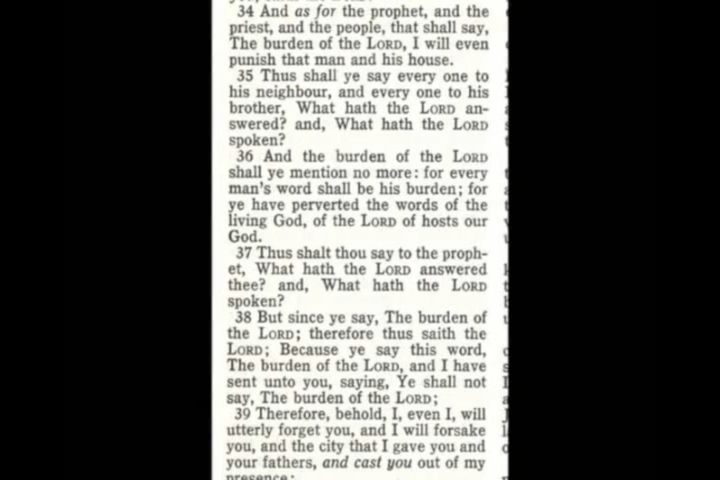 34 And as for the prophet, and the
priest, and the people, that shall say,
The burden of the LORD, I will even
punish that man and his house.
35 Thus shall ye say every one to
his neighbour, and every one to his
brother, What hath the LORD an-
swered? and, What hath the LORD
spoken?
36 And the burden of the LORD
shall ye mention no more: for every
man's word shall be his burden; for
ye have perverted the words of the
living God, of the LORD of hosts our
God.
37 Thus shalt thou say to the proph-
et, What hath the LORD answered
thee? and, What hath the LORD
spoken?
38 But since ye say, The burden of
the LORD; therefore thus saith the
LORD; Because ye say this word,
The burden of the LORD, and I have
sent unto you, saying, Ye shall not
say, The burden of the LORD;
39 Therefore, behold, I, even I, will
utterly forget you, and I will forsake
you, and the city that I gave you and
your fathers, and cast you out of my
presence: